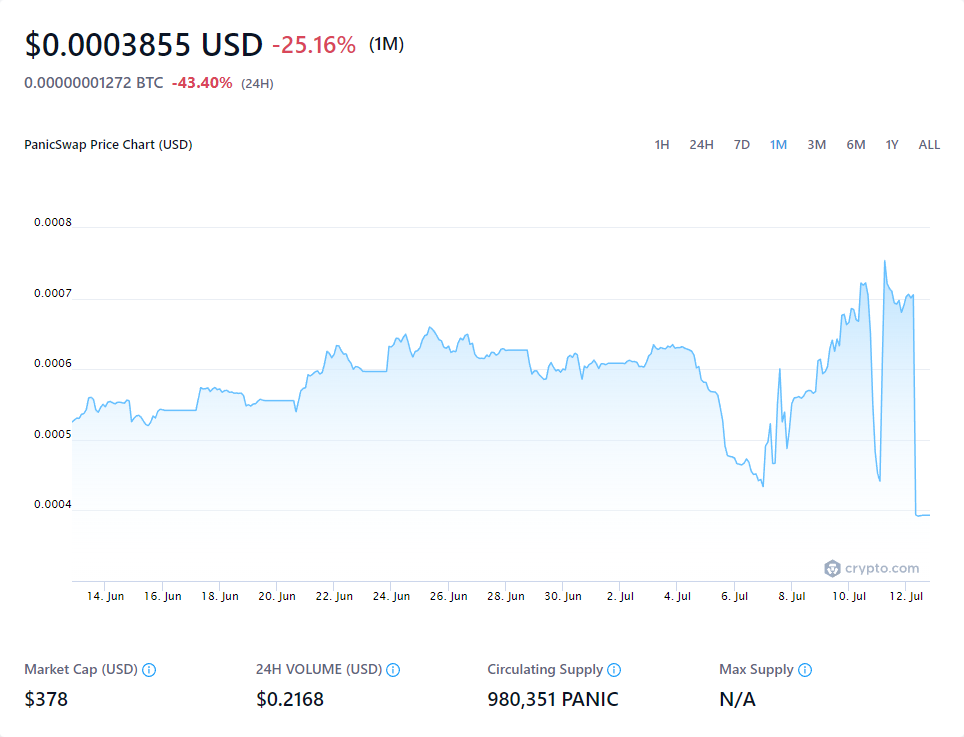 $0.0003855 USD -25.16% (1M)
0.00000001272 BTC -43.40% (24H)
PanicSwap Price Chart (USD) 1H 24H 7D 1M 3M 6M 1Y ALL
0.0008
0.0007
0.0006
0.0005
0.0004
crypto.com
14. Jun 16. Jun 18. Jun 20. Jun 22. Jun 24. Jun 26. Jun 28. Jun 30. Jun 2. Jul 4. Jul 6. Jul 8. Jul 10. Jul 12. Jul
Market Cap (USD) 24H VOLUME (USD) Circulating Supply Max Supply
$378 $0.2168 980,351 PANIC N/A